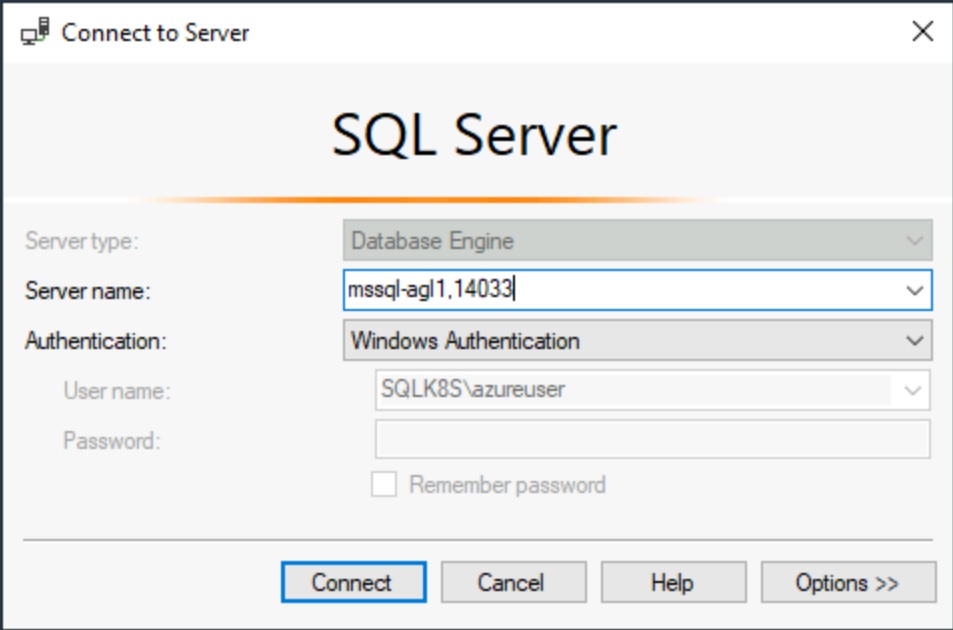 Connect to Server
SQL Server
Server type: Database Engine
Server name: mssql-agl1,14033
Authentication: Windows Authentication
User name: SQLK8S\azureuser
Password:
Remember password
Connect Cancel Help Options >>